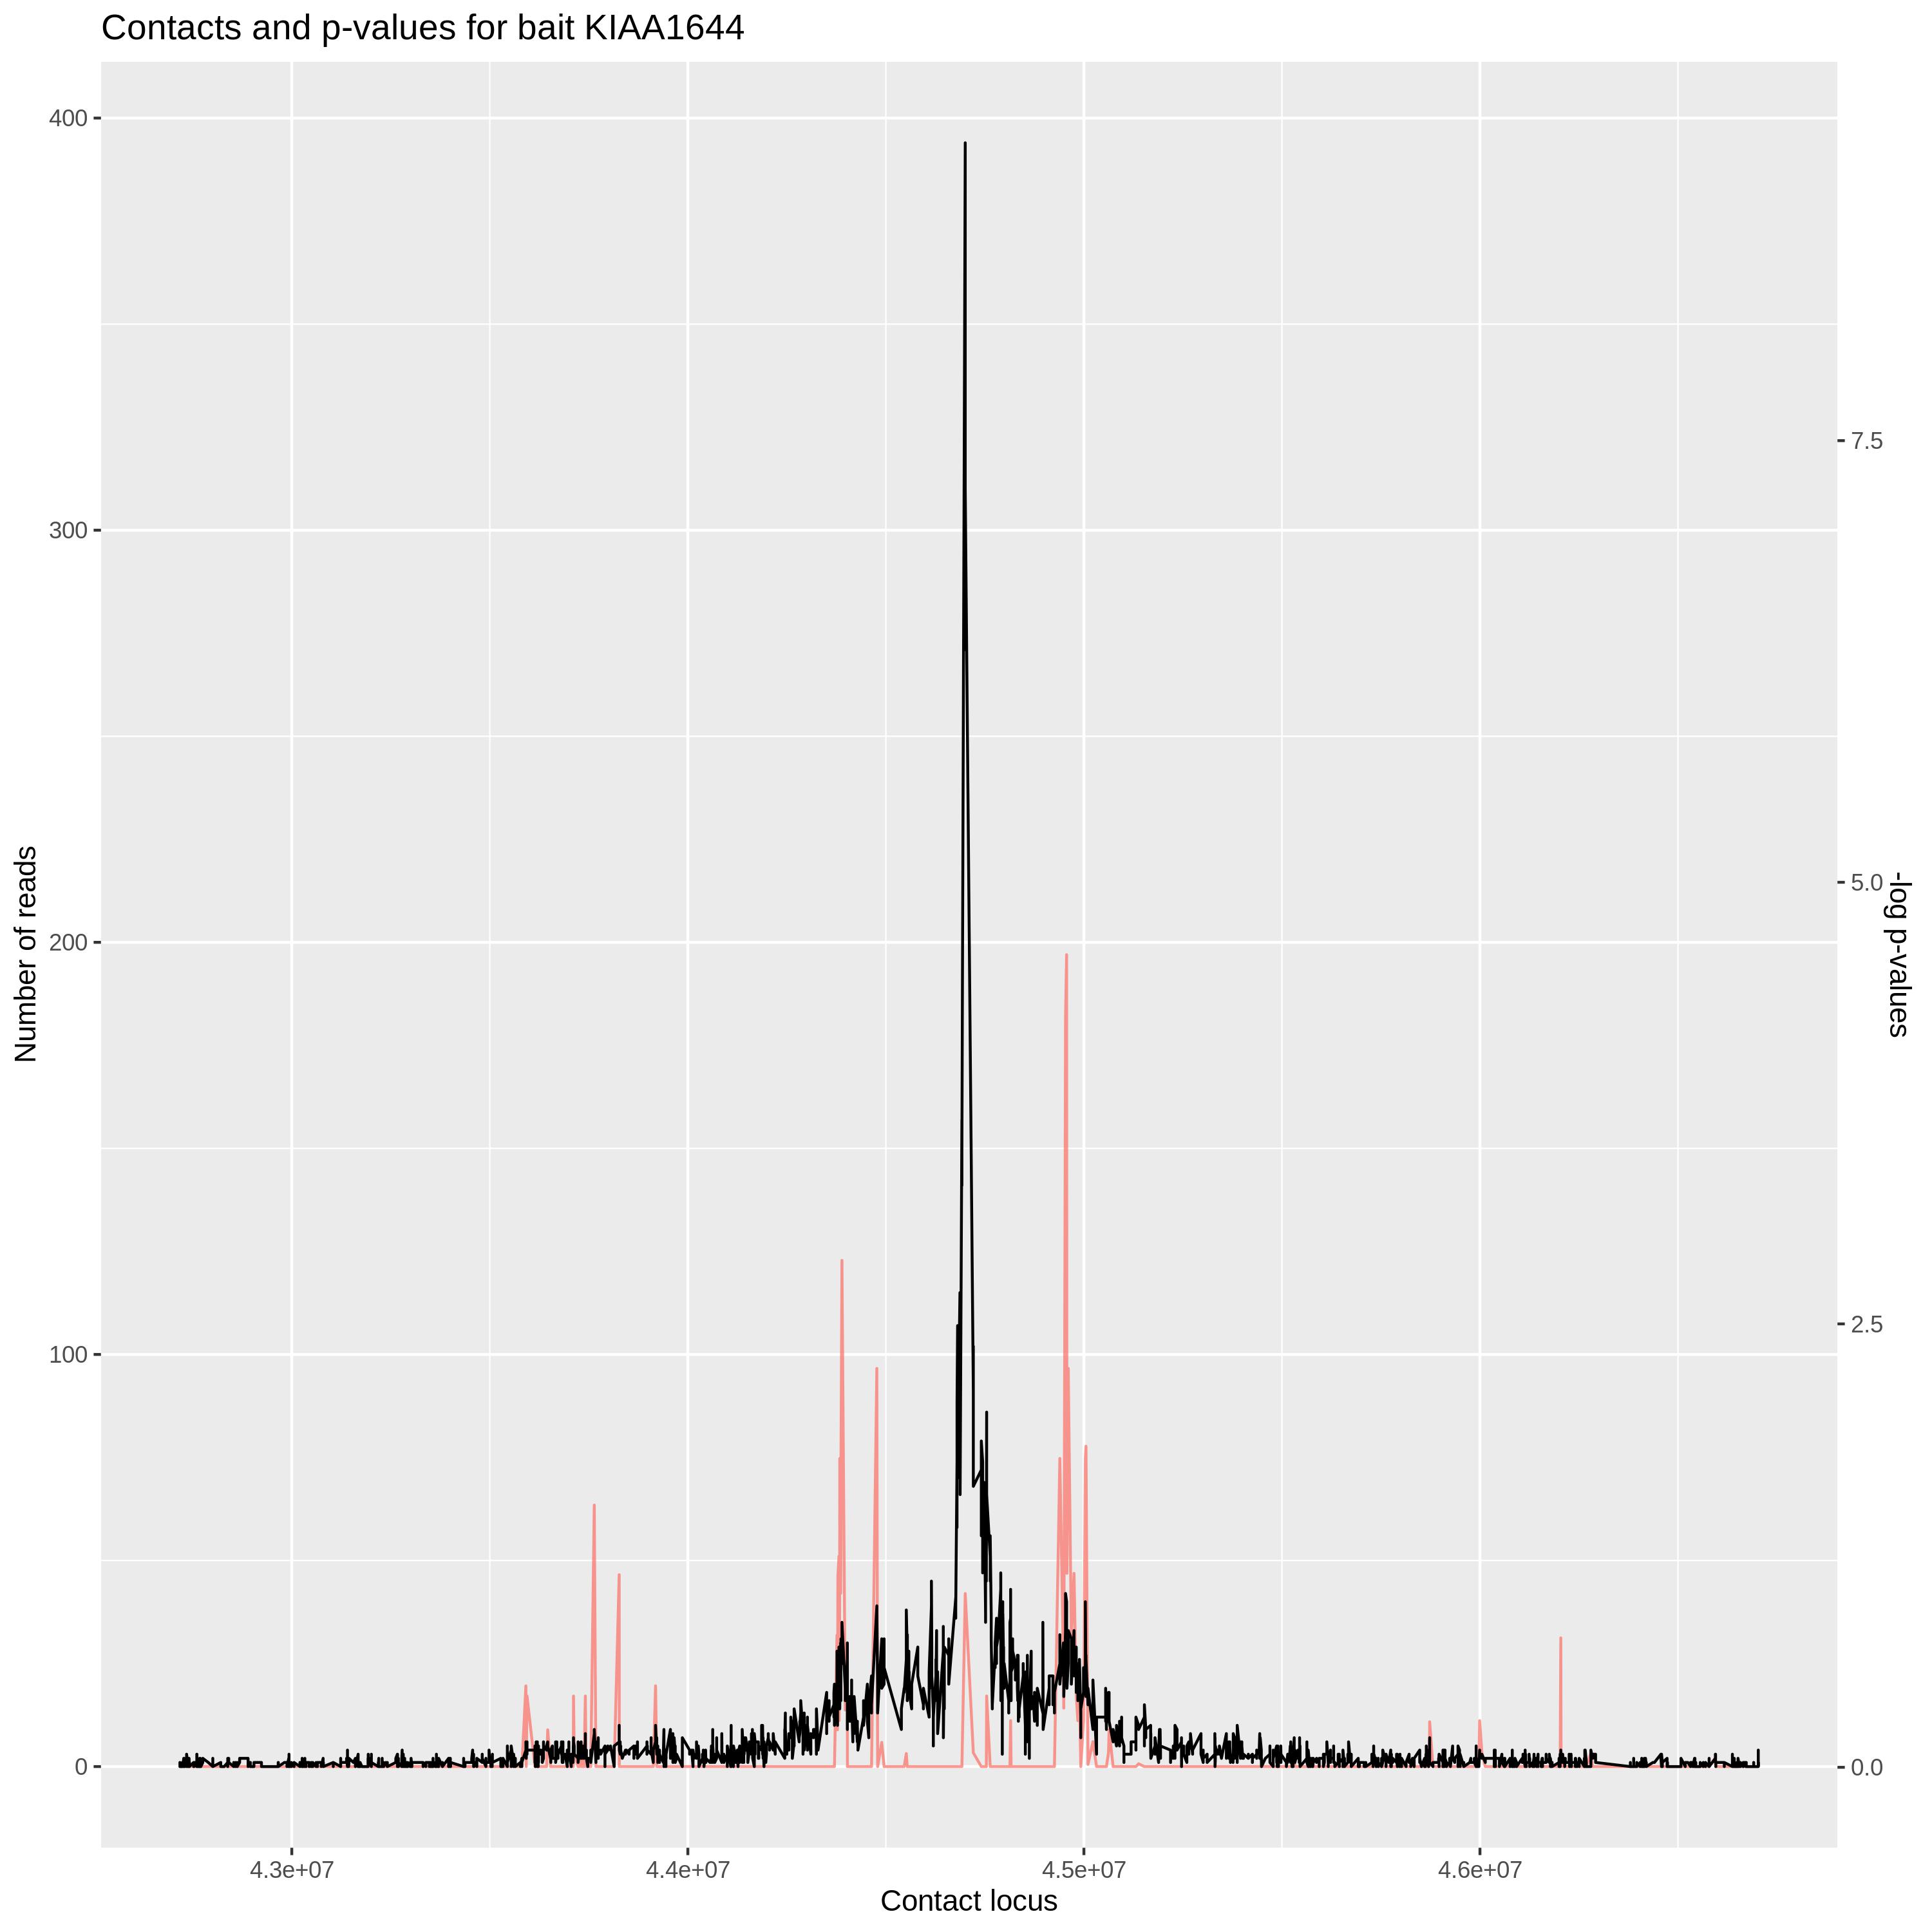 Contacts and p-values for bait KIAA1644
400
300
200
100
0
Number of reads
7.5
5.0
2.5
0.0
-log p-values
4.3e+07
4.4e+07
4.5e+07
4.6e+07
Contact locus